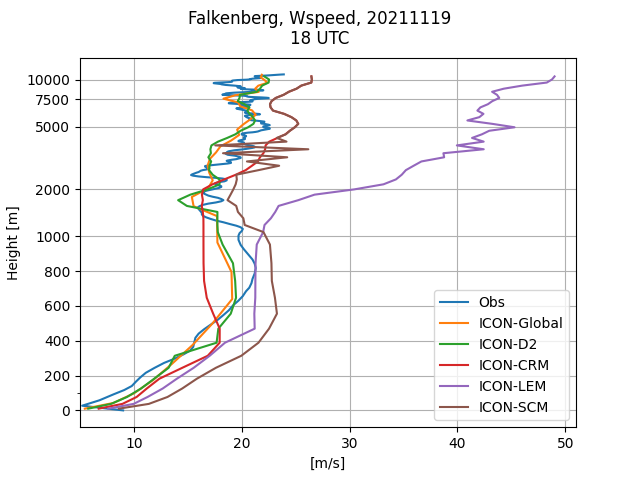 Falkenberg, Wspeed, 20211119
18 UTC
Height [m]
10000
7500
5000
2000
1000
800
600
400
200
0
10
20
30
40
50
[m/s]
Obs
ICON-Global
ICON-D2
ICON-CRM
ICON-LEM
ICON-SCM